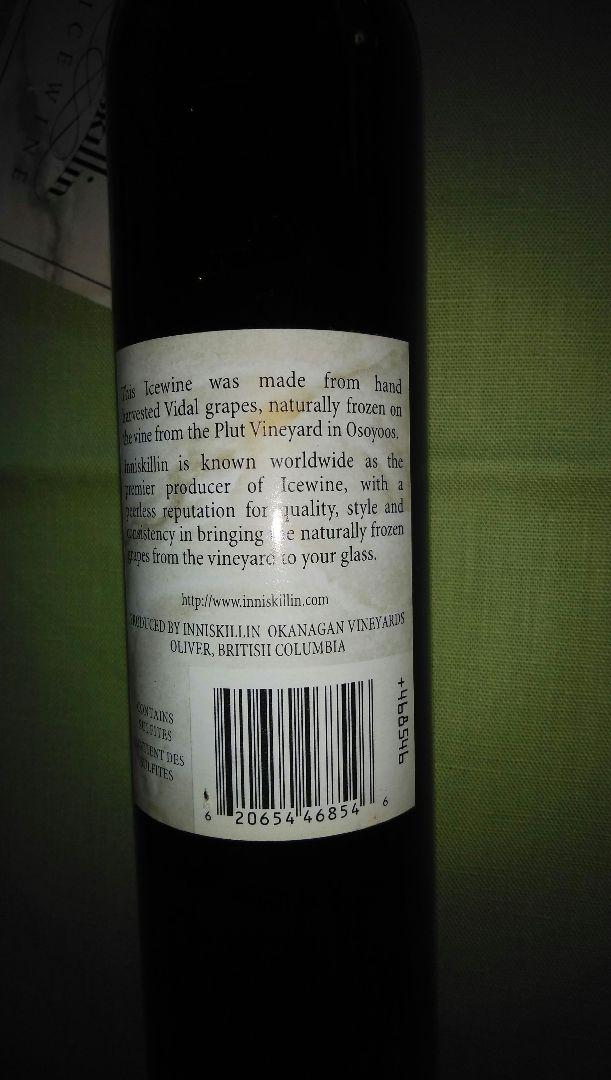 ICEWINE
skillin
This Icewine was made from hand
harvested Vidal grapes, naturally frozen on
the vine from the Plut Vineyard in Osoyoos.
Inniskillin is known worldwide as the
premier producer of Icewine, with a
peerless reputation for quality, style and
consistency in bringing the naturally frozen
grapes from the vineyard to your glass.
http://www.inniskillin.com
PRODUCED BY INNISKILLIN OKANAGAN VINEYARDS
OLIVER, BRITISH COLUMBIA
CONTAINS
SULFITES
CONTIENT DES
SULFITES
+468546
6 20654 46854 6